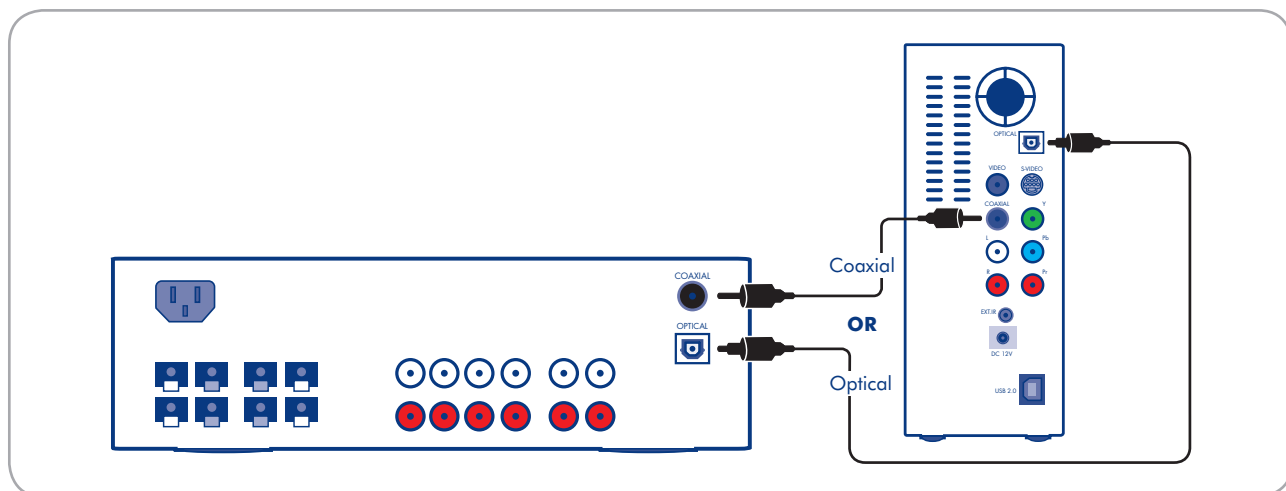 COAXIAL
OPTICAL
Coaxial
OR
Optical
OPTICAL
VIDEO S-VIDEO
COAXIAL Y
L Pb
R Pr
EXT.IR
DC 12V
USB 2.0